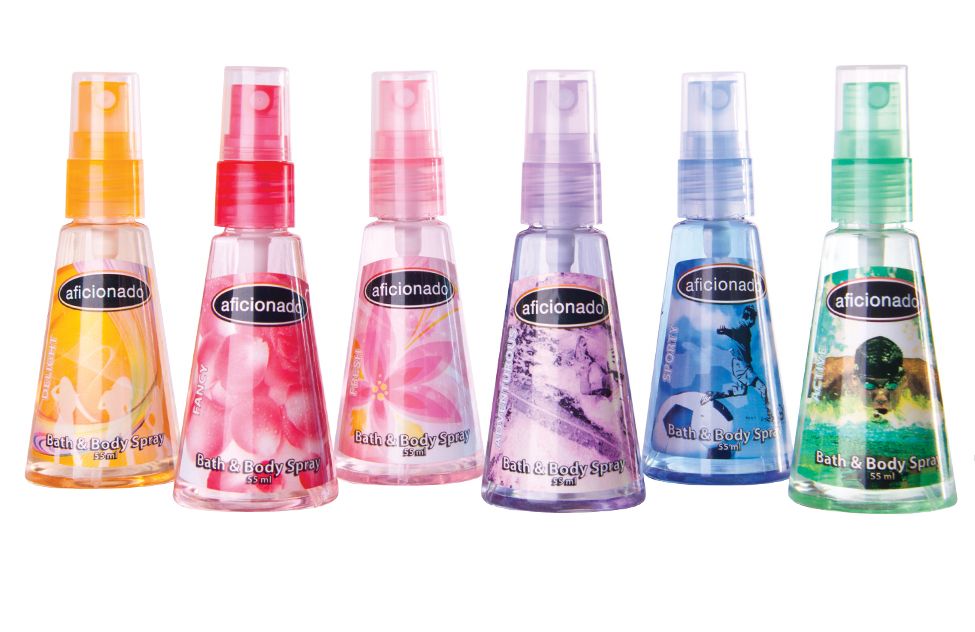 aficionado
DELIGHT
Bath & Body Spray
55 ml
aficionado
FANCY
Bath & Body Spray
55 ml
aficionado
FRESH
Bath & Body Spray
55 ml
aficionado
ADVENTUROUS
Bath & Body Spray
55 ml
aficionado
SPORTY
Bath & Body Spray
55 ml
aficionado
ACTIVE
Bath & Body Spray
55 ml